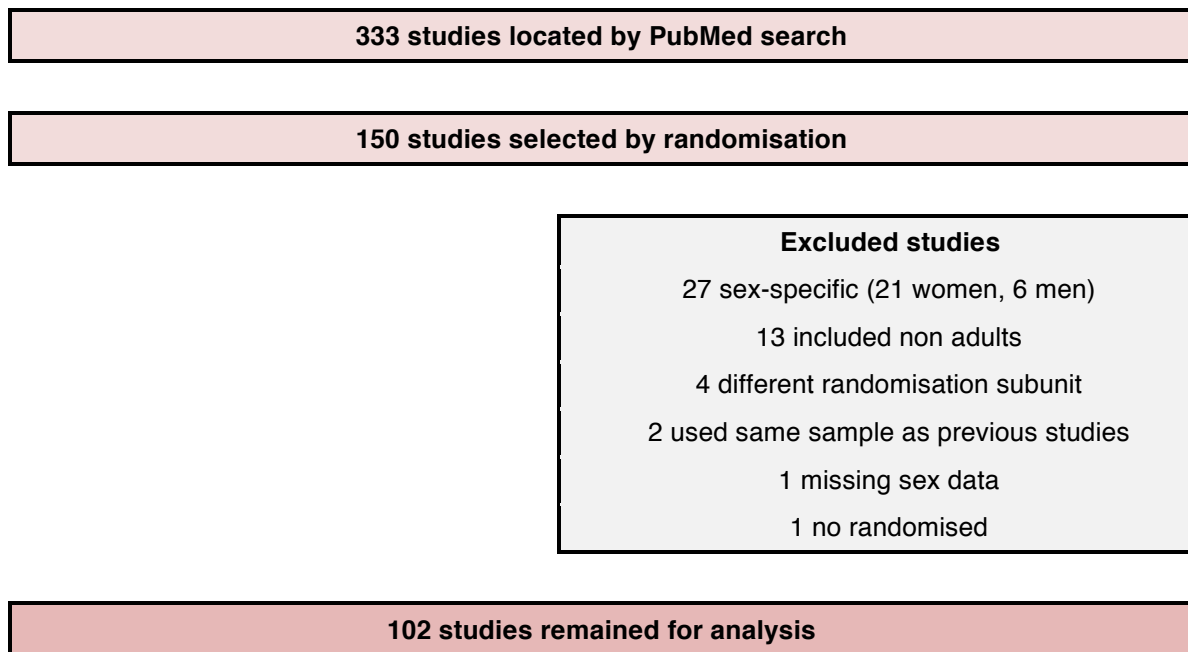 333 studies located by PubMed search
150 studies selected by randomisation
Excluded studies
27 sex-specific (21 women, 6 men)
13 included non adults
4 different randomisation subunit
2 used same sample as previous studies
1 missing sex data
1 no randomised
102 studies remained for analysis